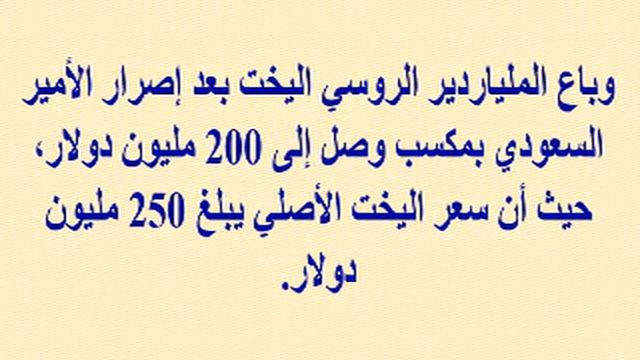 وباع الملياردير الروسي اليخت بعد إصرار الأمير
السعودي بمكسب وصل إلى 200 مليون دولار،
حيث أن سعر اليخت الأصلي يبلغ 250 مليون
دولار.